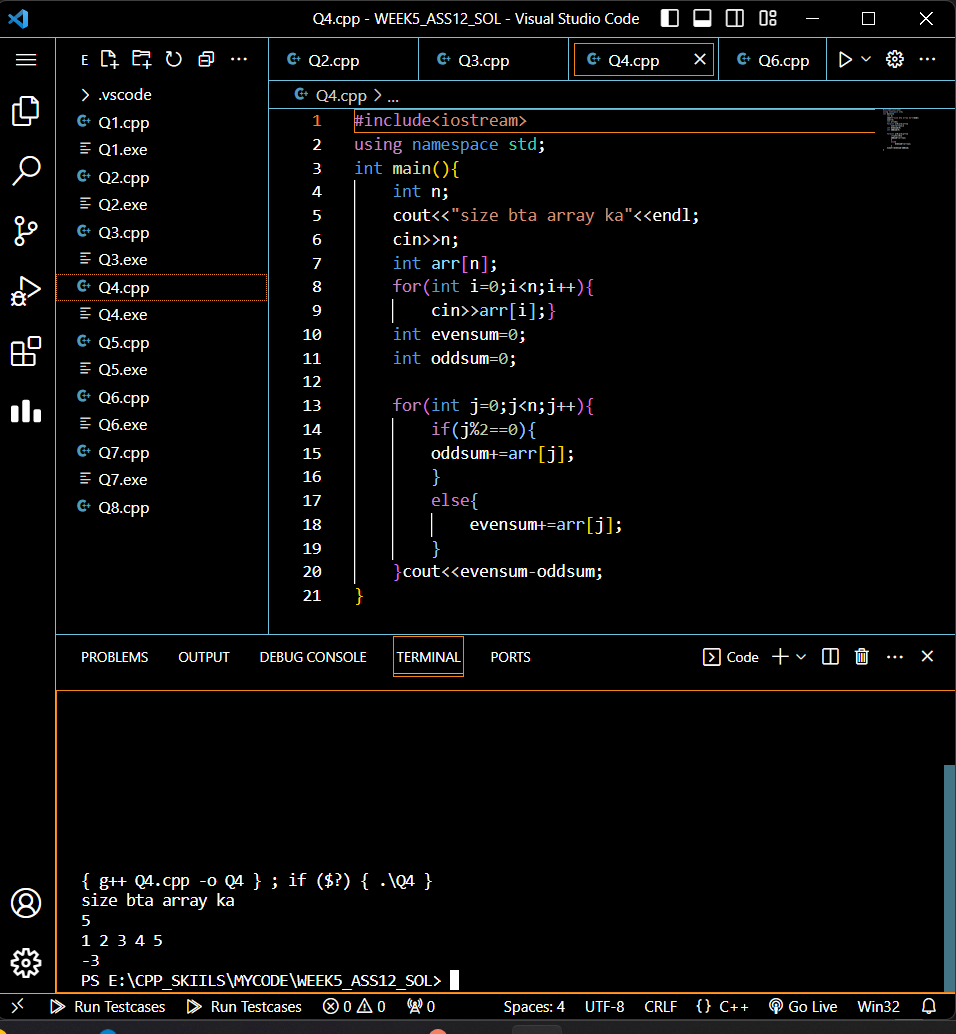 Q4.cpp - WEEK5_ASS12_SOL - Visual Studio Code
E
Q2.cpp
Q3.cpp
Q4.cpp
Q6.cpp
Q4.cpp > ...
.vscode
Q1.cpp
Q1.exe
Q2.cpp
Q2.exe
Q3.cpp
Q3.exe
Q4.cpp
Q4.exe
Q5.cpp
Q5.exe
Q6.cpp
Q6.exe
Q7.cpp
Q7.exe
Q8.cpp
1 #include<iostream>
2 using namespace std;
3 int main(){
4     int n;
5     cout<<"size bta array ka"<<endl;
6     cin>>n;
7     int arr[n];
8     for(int i=0;i<n;i++){
9         cin>>arr[i];}
10     int evensum=0;
11     int oddsum=0;
12
13     for(int j=0;j<n;j++){
14         if(j%2==0){
15         oddsum+=arr[j];
16         }
17         else{
18             evensum+=arr[j];
19         }
20     }cout<<evensum-oddsum;
21 }
PROBLEMS OUTPUT DEBUG CONSOLE TERMINAL PORTS Code
{ g++ Q4.cpp -o Q4 } ; if ($?) { .\Q4 }
size bta array ka
5
1 2 3 4 5
-3
PS E:\CPP_SKIILS\MYCODE\WEEK5_ASS12_SOL>
Run Testcases Run Testcases 0 0 0 Spaces: 4 UTF-8 CRLF {} C++ Go Live Win32